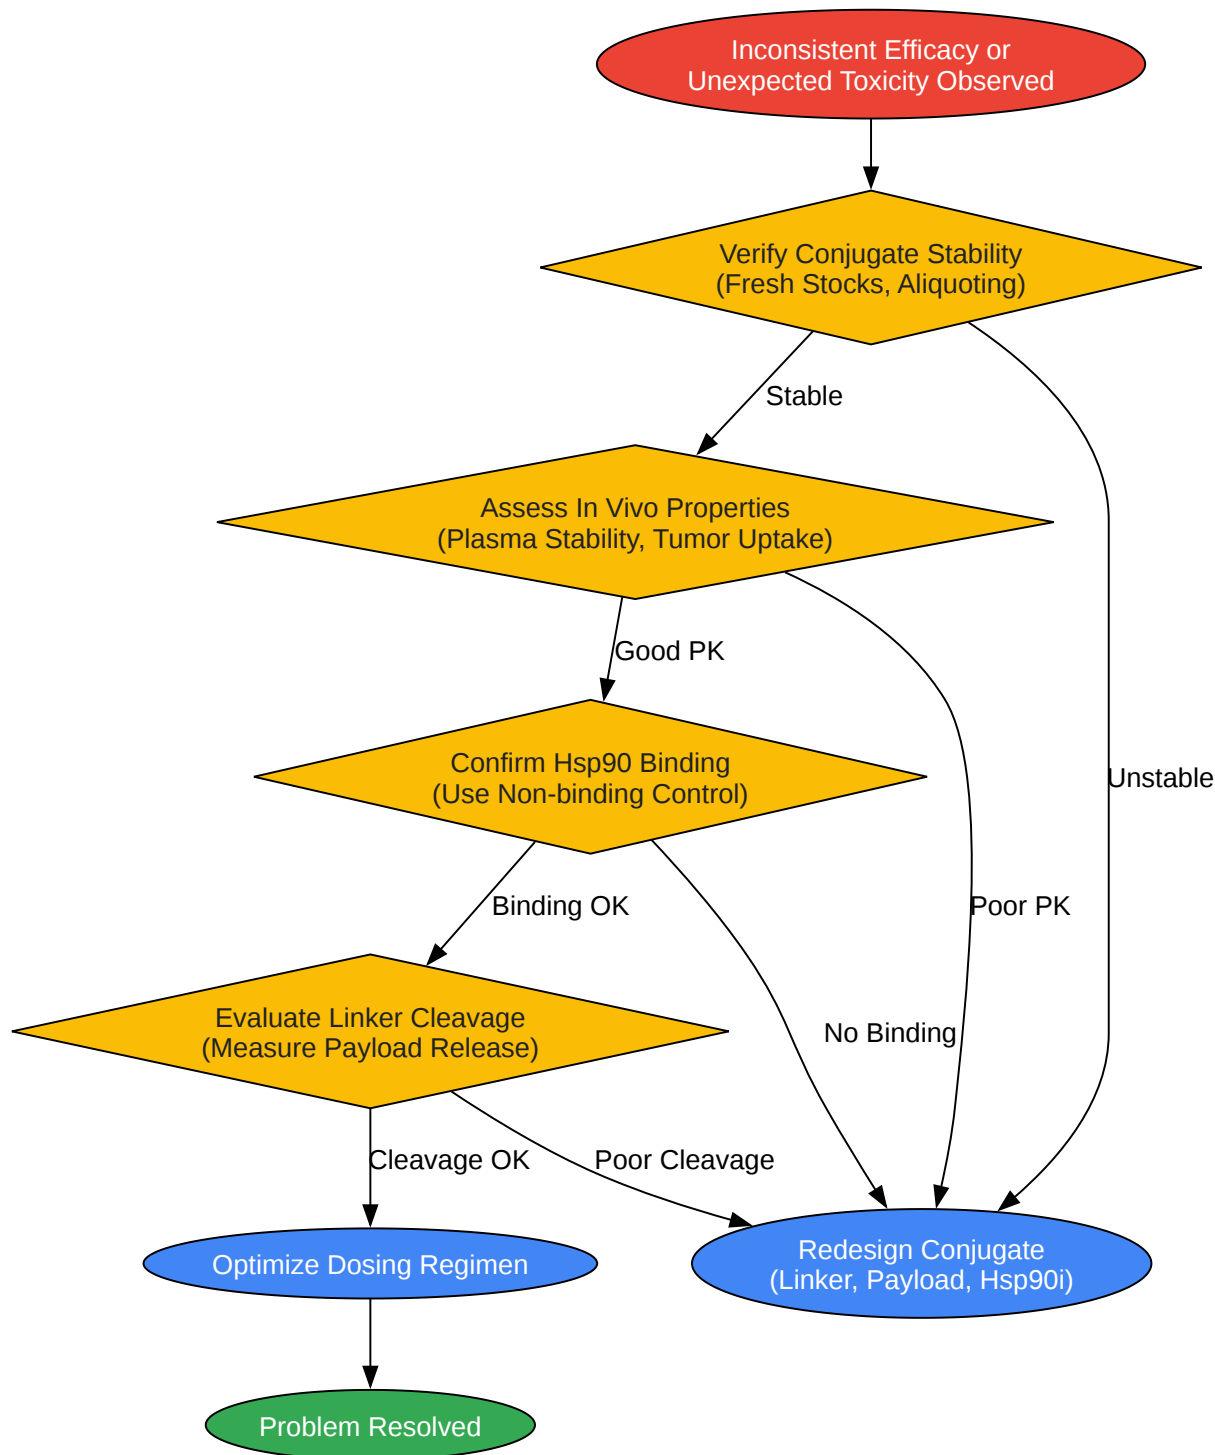 Inconsistent Efficacy or
Unexpected Toxicity Observed
Verify Conjugate Stability
(Fresh Stocks, Aliquoting)
Stable
Assess In Vivo Properties
(Plasma Stability, Tumor Uptake)
Good PK
Confirm Hsp90 Binding
(Use Non-binding Control)
Unstable
Binding OK
Poor PK
Evaluate Linker Cleavage
(Measure Payload Release)
No Binding
Cleavage OK
Poor Cleavage
Optimize Dosing Regimen
Redesign Conjugate
(Linker, Payload, Hsp90i)
Problem Resolved